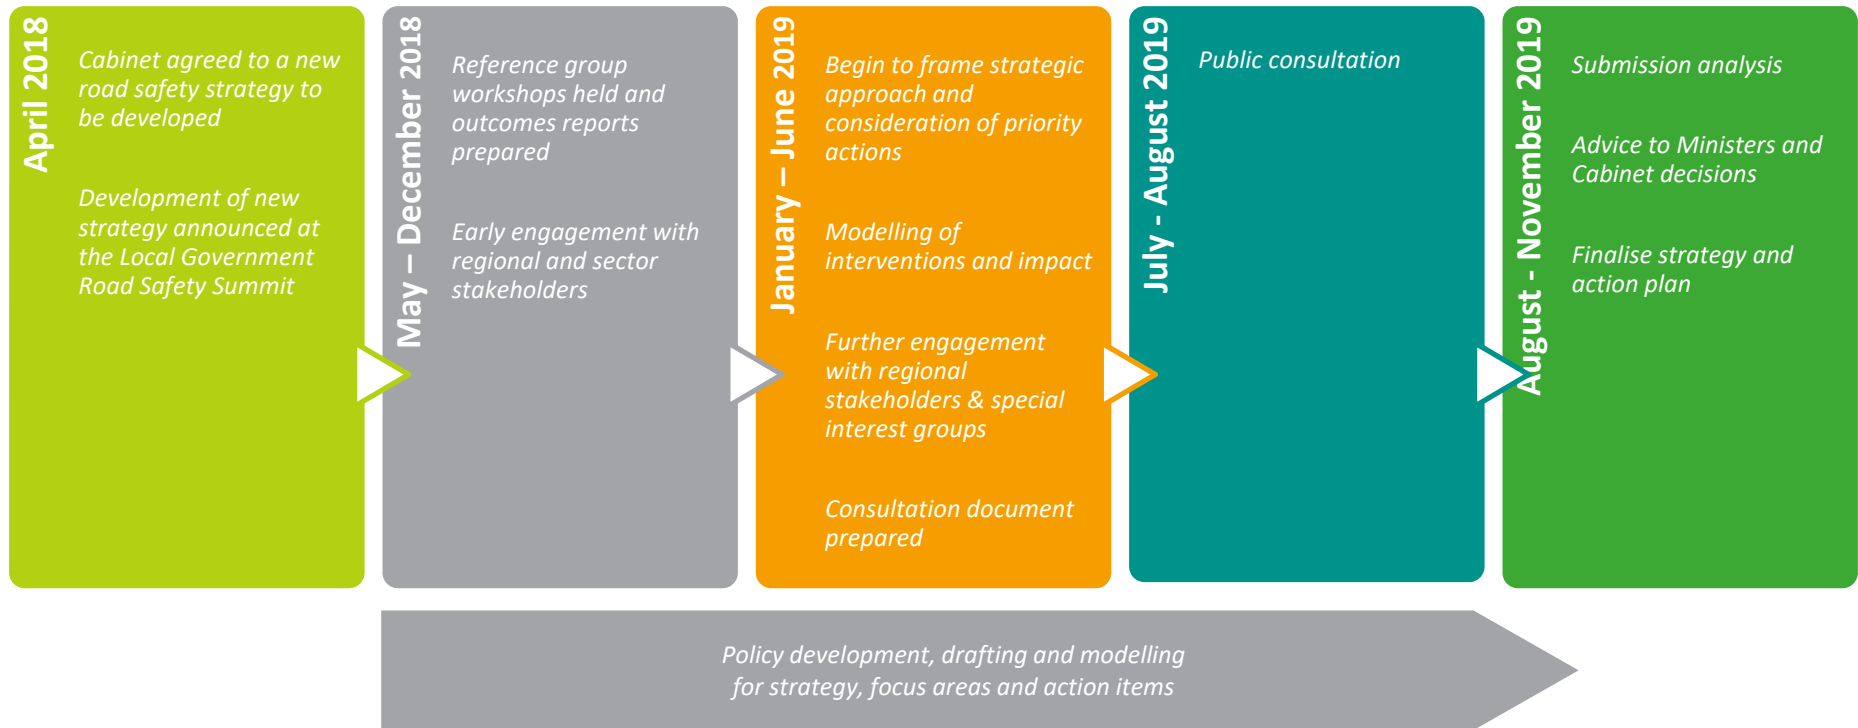 April 2018
Cabinet agreed to a new
road safety strategy to
be developed
Development of new
strategy announced at
the Local Government
Road Safety Summit
May – December 2018
Reference group
workshops held and
outcomes reports
prepared
Early engagement with
regional and sector
stakeholders
January – June 2019
Begin to frame strategic
approach and
consideration of priority
actions
Modelling of
interventions and impact
Further engagement
with regional
stakeholders & special
interest groups
Consultation document
prepared
July - August 2019
Public consultation
August - November 2019
Submission analysis
Advice to Ministers and
Cabinet decisions
Finalise strategy and
action plan
Policy development, drafting and modelling
for strategy, focus areas and action items